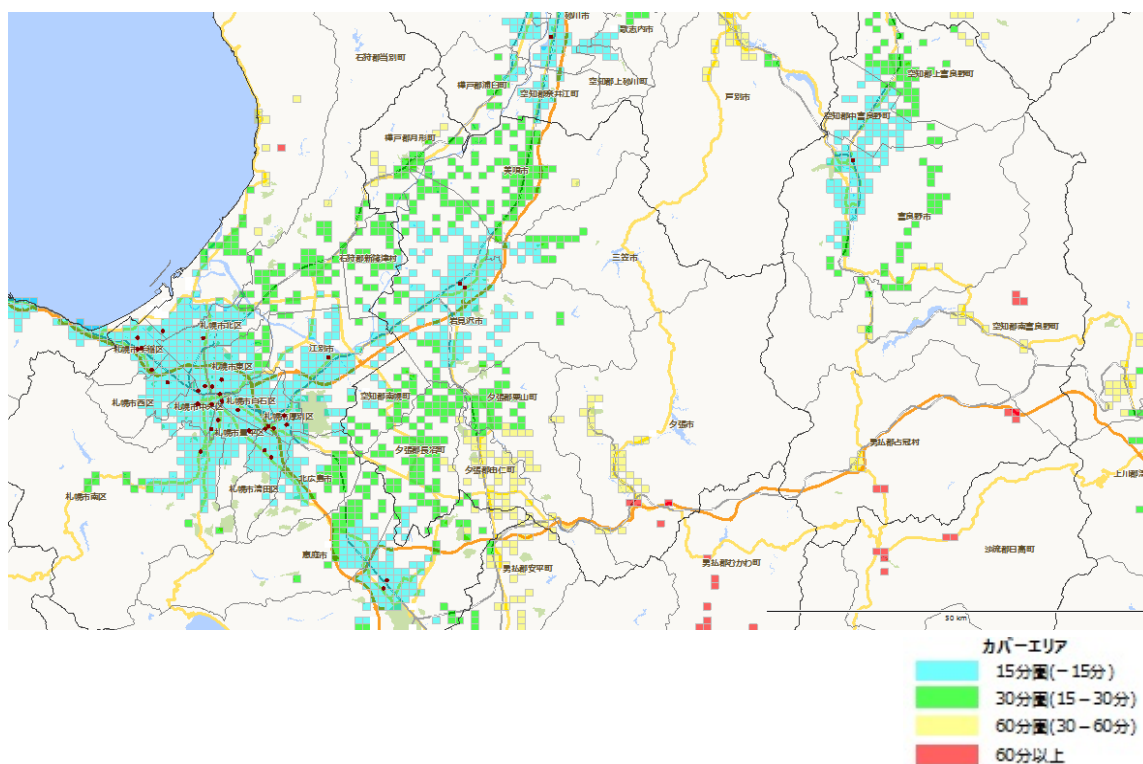 砂川市
歌志内市
石狩郡当別町
樺戸郡浦臼町
空知郡上砂川町
空知郡奈井江町
芦別市
空知郡上富良野町
空知郡中富良野町
樺戸郡月形町
美唄市
富良野市
石狩郡新篠津村
三笠市
岩見沢市
札幌市北区
空知郡南富良野町
札幌市手稲区
江別市
札幌市東区
札幌市西区
札幌市中央区
札幌市白石区
空知郡南幌町
夕張郡栗山町
札幌市厚別区
札幌市豊平区
夕張市
勇払郡占冠村
夕張郡長沼町
夕張郡由仁町
札幌市南区
札幌市清田区
北広島市
恵庭市
勇払郡安平町
勇払郡むかわ町
沙流郡日高町
50 km
カバーエリア
15分圏(-15分)
30分圏(15-30分)
60分圏(30-60分)
60分以上